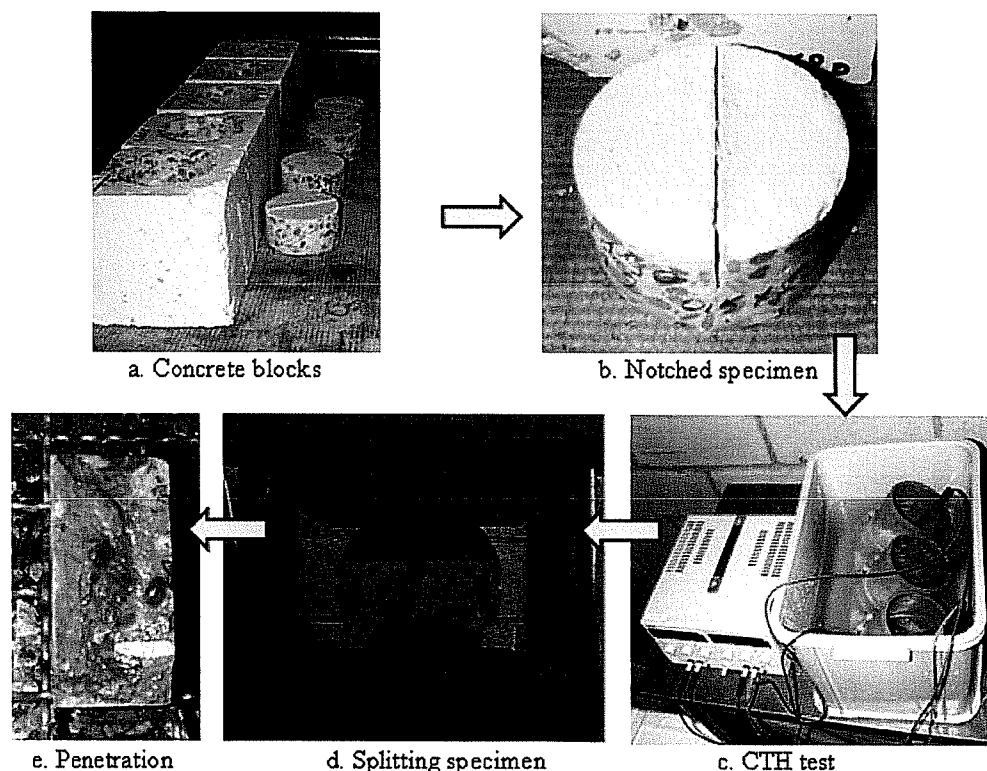 a. Concrete blocks
b. Notched specimen
c. CTH test
d. Splitting specimen
e. Penetration